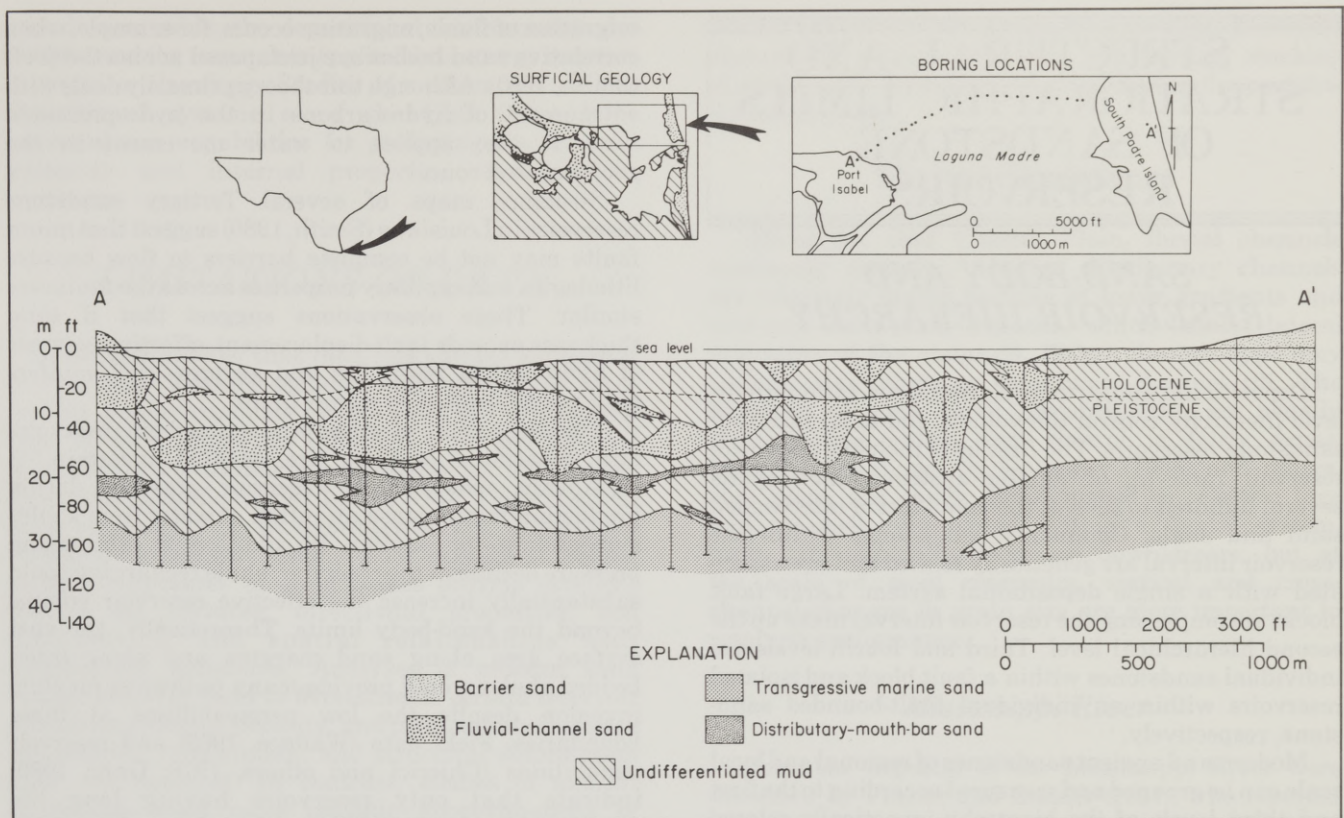 SURFICIAL GEOLOGY
BORING LOCATIONS
N
South Padre Island
A'
A
Port
Isabel
Laguna Madre
0 5000 ft
0 1000 m
A A'
m ft
0 0
sea level
20
10
40
20 60
80
30 100
120
40
140
HOLOCENE
PLEISTOCENE
0 1000 2000 3000 ft
0 500 1000 m
EXPLANATION
Barrier sand
Transgressive marine sand
Fluvial-channel sand
Distributary-mouth-bar sand
Undifferentiated mud